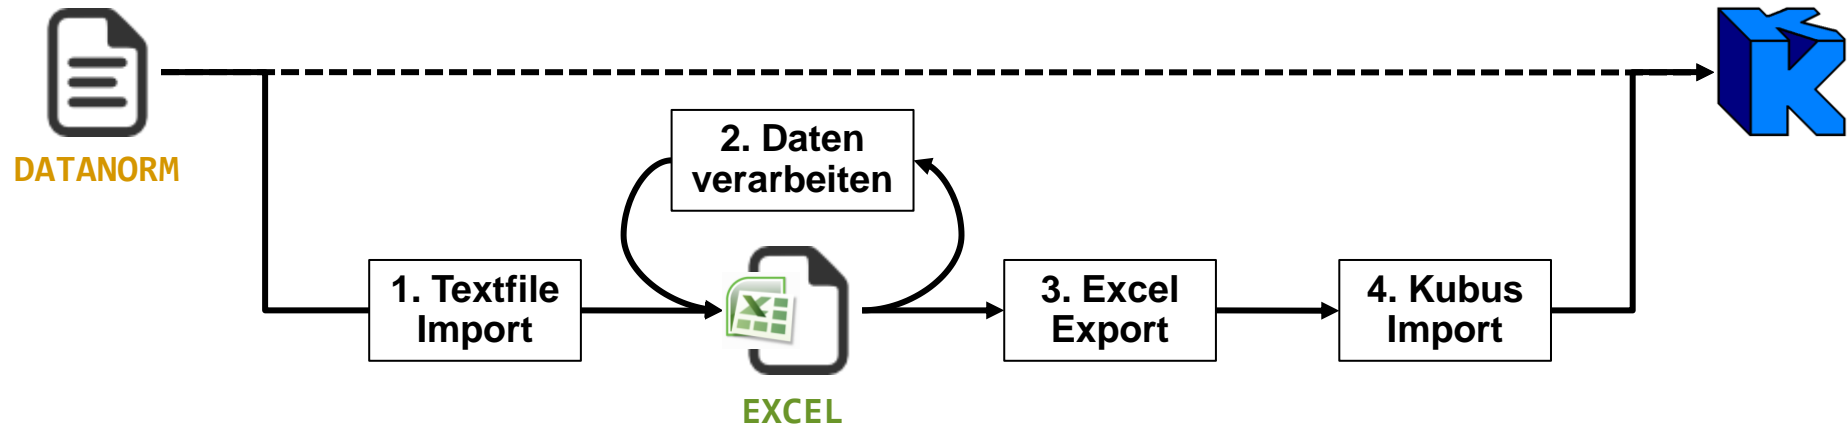 DATANORM
2. Daten
verarbeiten
1. Textfile
Import
EXCEL
3. Excel
Export
4. Kubus
Import